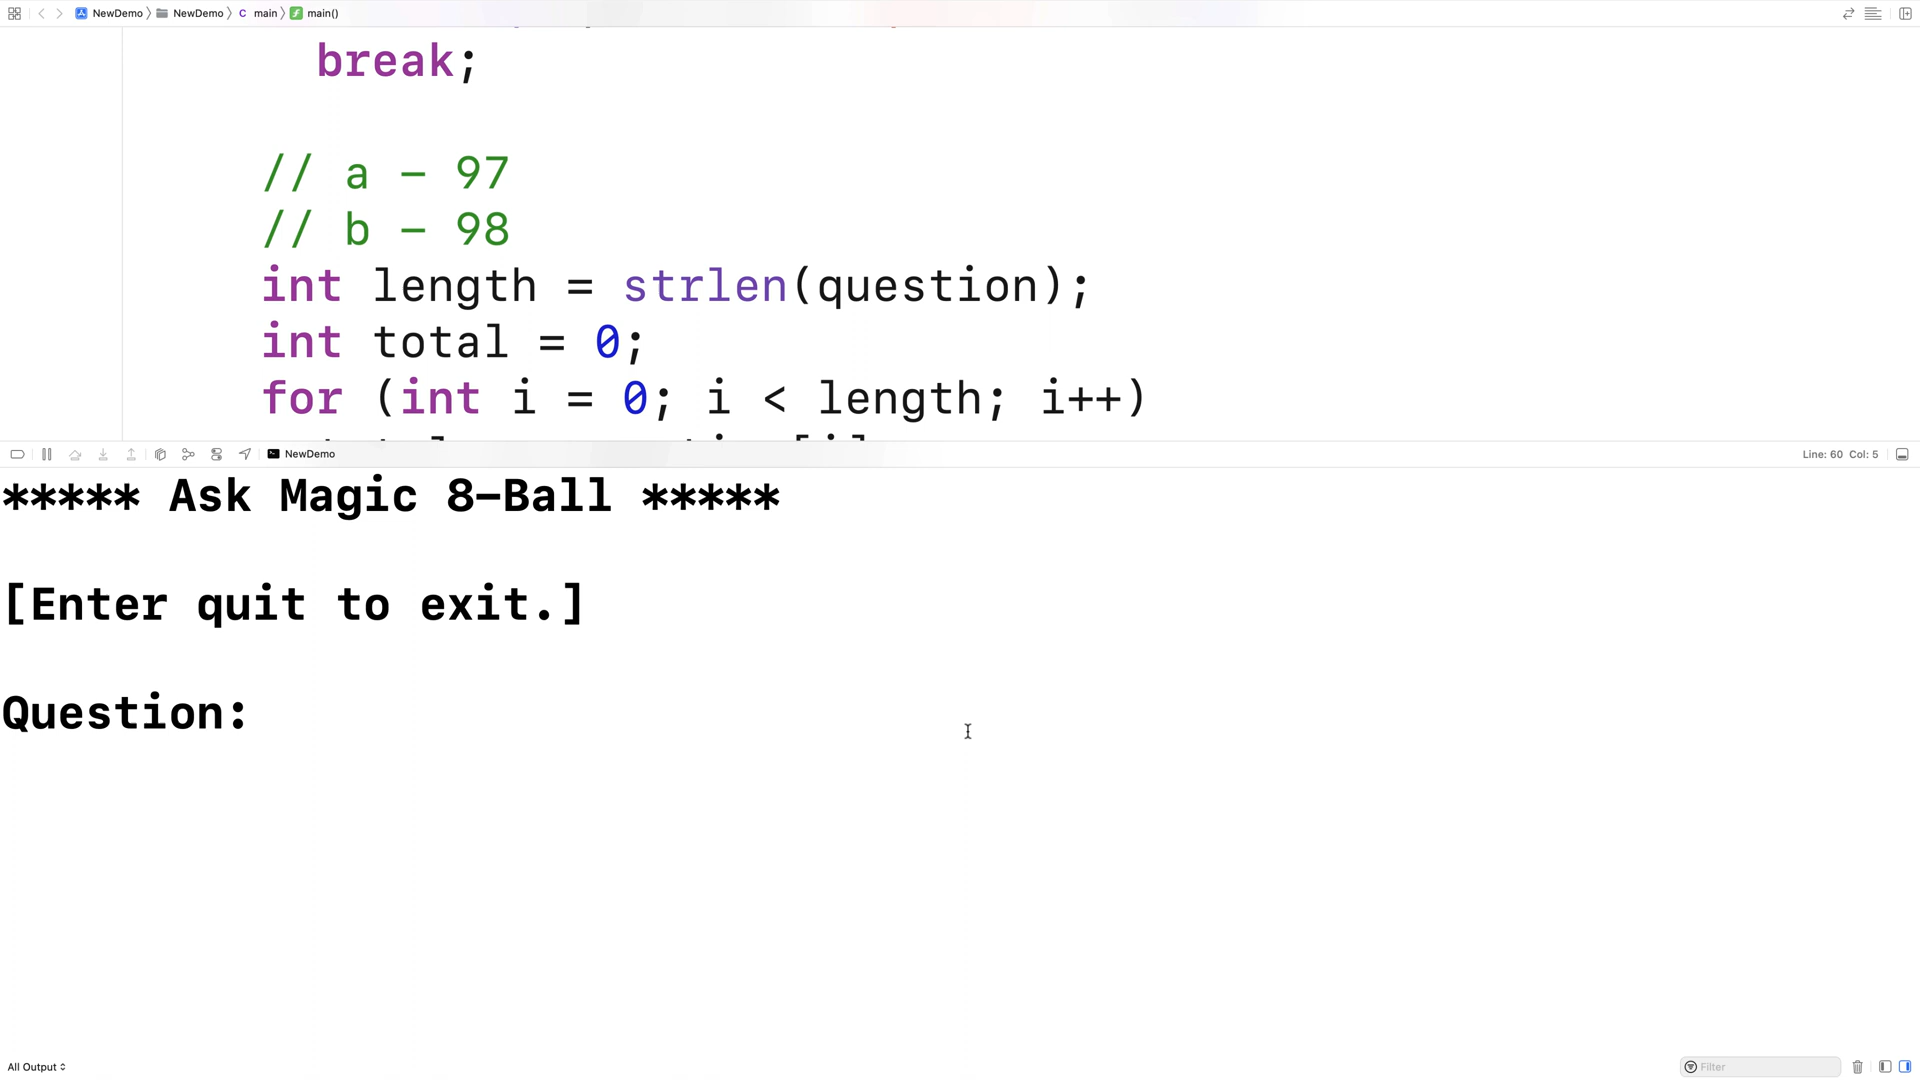 NewDemo 〉 NewDemo 〉 C main 〉 f main()
break;
// a - 97
// b - 98
int length = strlen(question);
int total = 0;
for (int i = 0; i < length; i++)
NewDemo
Line: 60 Col: 5
***** Ask Magic 8-Ball *****
[Enter quit to exit.]
Question:
All Output
Filter